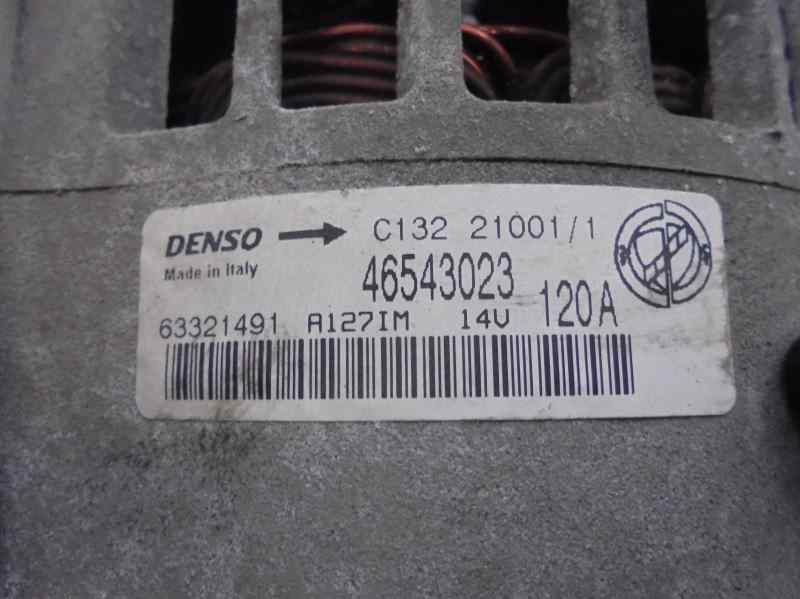 DENSO C132 21001/1
Made in Italy
46543023 120A
63321491 A127IM 14V